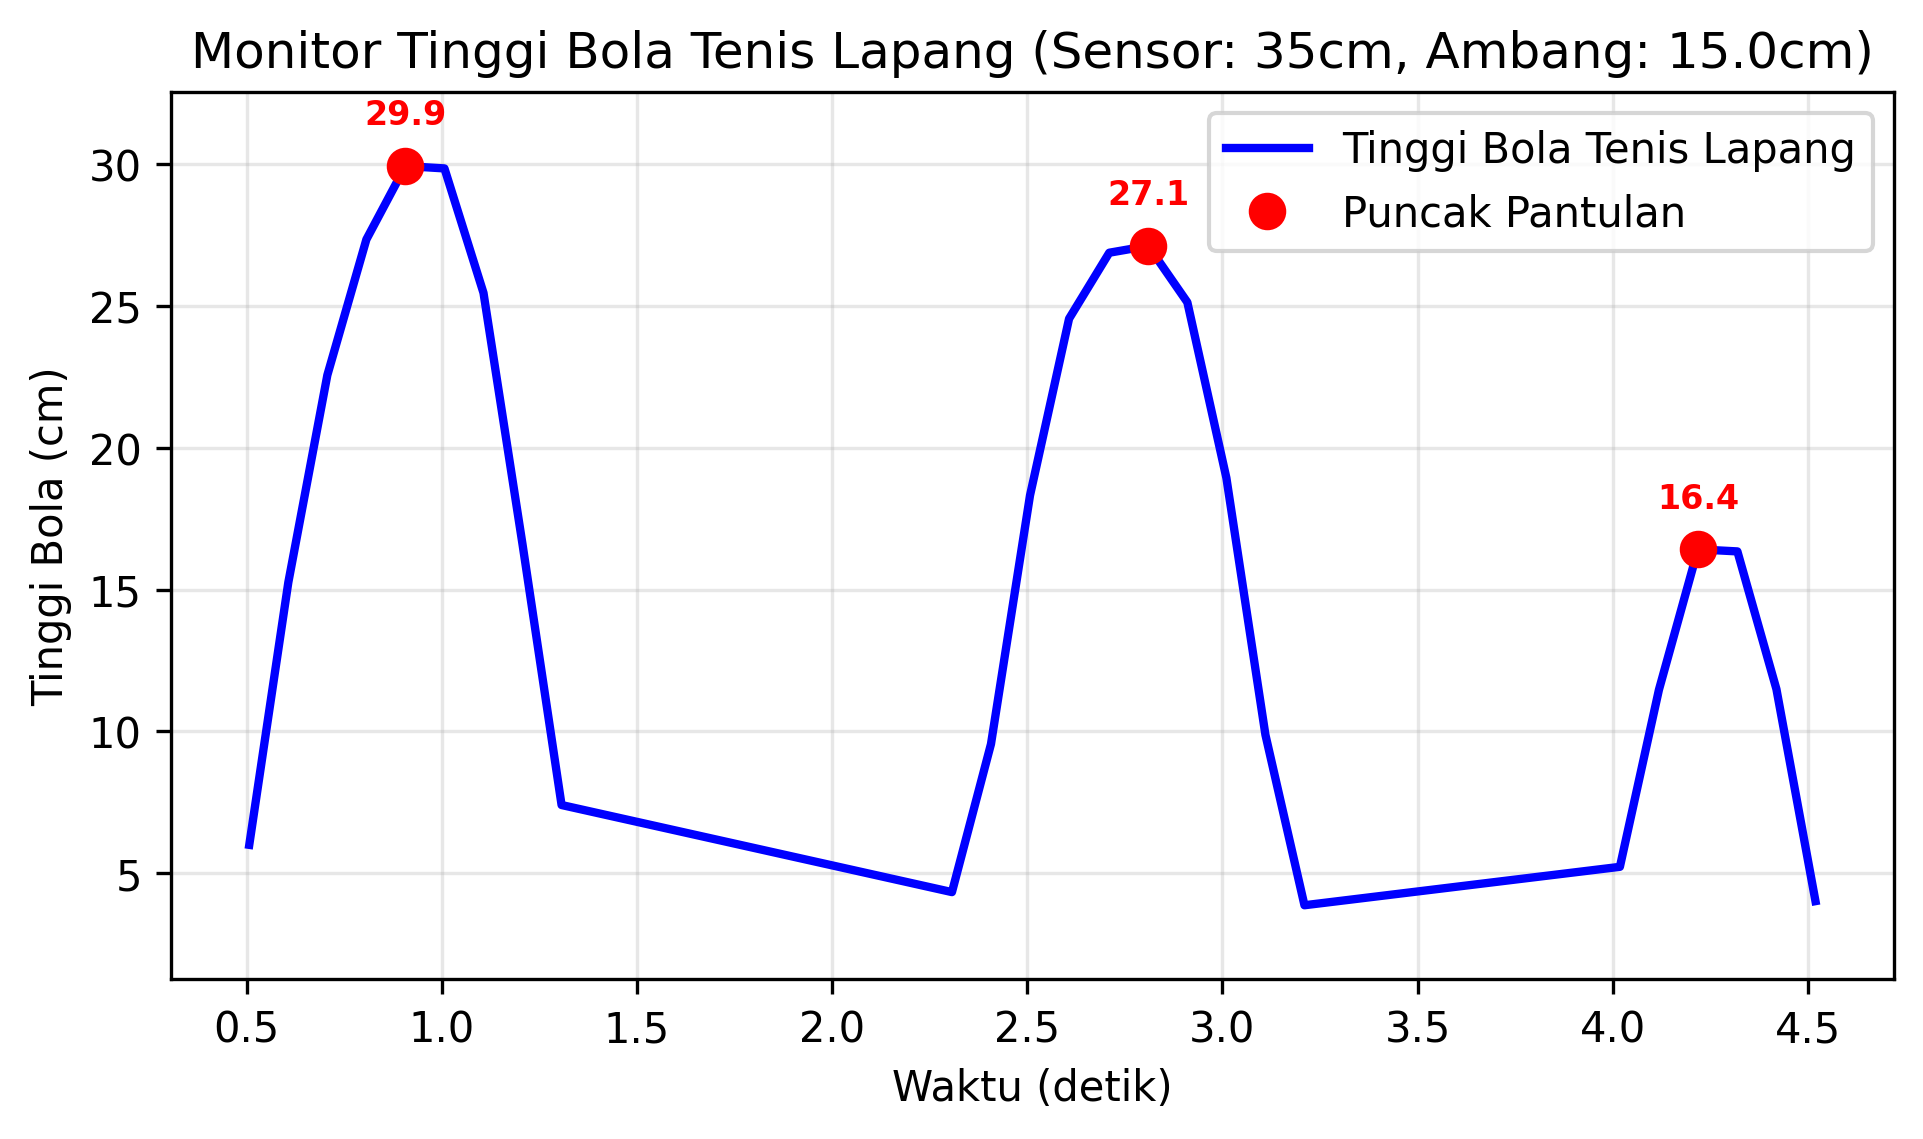 Monitor Tinggi Bola Tenis Lapang (Sensor: 35cm, Ambang: 15.0cm)
29.9
27.1
16.4
Tinggi Bola Tenis Lapang
Puncak Pantulan
Tinggi Bola (cm)
30
25
20
15
10
5
0.5 1.0 1.5 2.0 2.5 3.0 3.5 4.0 4.5
Waktu (detik)